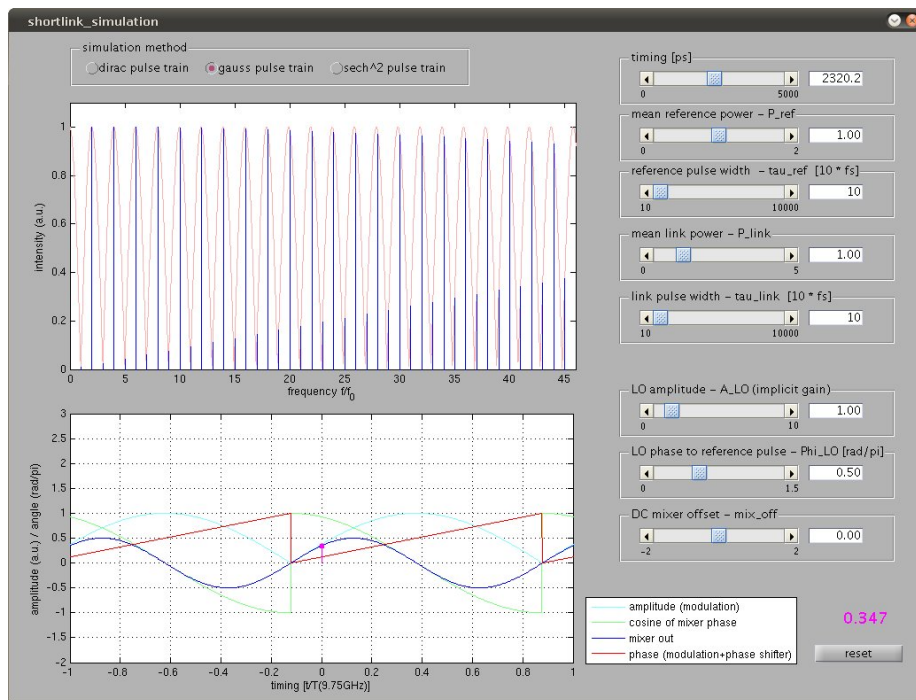 shortlink_simulation
simulation method
dirac pulse train gauss pulse train sech^2 pulse train
1
0.8
0.6
0.4
0.2
0
intensity (a.u.)
0 5 10 15 20 25 30 35 40 45
frequency f/f0
3
2.5
2
1.5
1
0.5
0
-0.5
-1
-1.5
-2
amplitude (a.u.) / angle (rad/pi)
-1 -0.8 -0.6 -0.4 -0.2 0 0.2 0.4 0.6 0.8 1
timing [t/T(9.75GHz)]
timing [ps]
2320.2
0 5000
mean reference power - P_ref
1.00
0 2
reference pulse width - tau_ref [10 * fs]
10
10 10000
mean link power - P_link
1.00
0 5
link pulse width - tau_link [10 * fs]
10
10 10000
LO amplitude - A_LO (implicit gain)
1.00
0 10
LO phase to reference pulse - Phi_LO [rad/pi]
0.50
0 1.5
DC mixer offset - mix_off
0.00
-2 2
amplitude (modulation)
cosine of mixer phase
mixer out
phase (modulation+phase shifter)
0.347
reset